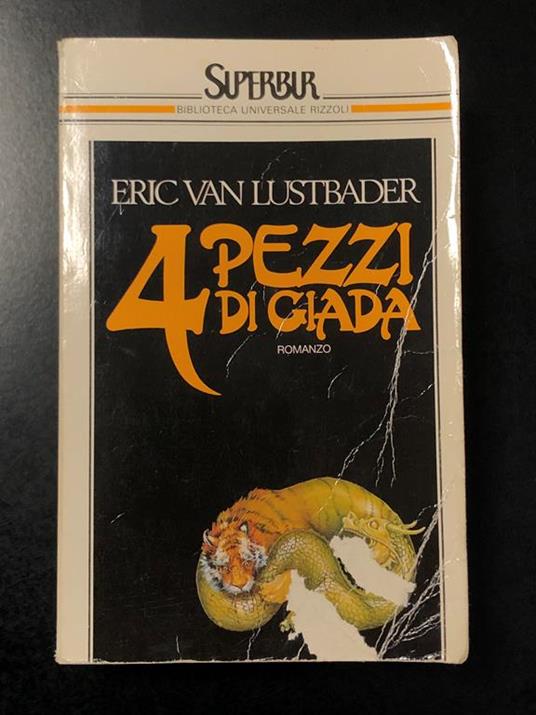 SUPERBUR
BIBLIOTECA UNIVERSALE RIZZOLI
ERIC VAN LUSTBADER
4 PEZZI
DI GIADA
ROMANZO